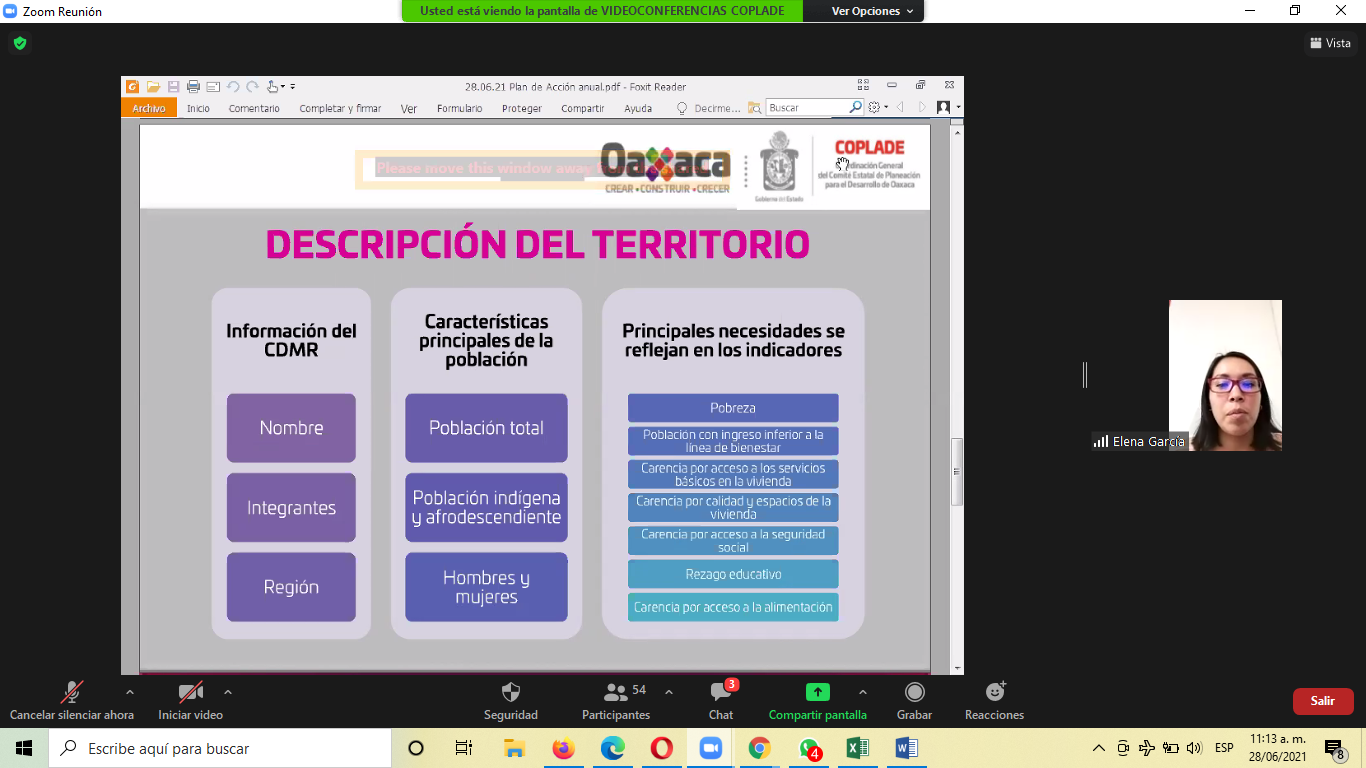 Zoom Reunión
Usted está viendo la pantalla de VIDEOCONFERENCIAS COPLADE
Ver Opciones
Vista
28.06.21 Plan de Acción anual.pdf - Foxit Reader
Archivo Inicio Comentario Completar y firmar Ver Formulario Proteger Compartir Ayuda Decirme... Buscar
Please move this window away
Oaxaca
CREAR • CONSTRUIR • CRECER
Gobierno del Estado
COPLADE
General
del Comité Estatal de Planeación
para el Desarrollo de Oaxaca
DESCRIPCIÓN DEL TERRITORIO
Información del
CDMR
Nombre
Integrantes
Región
Características
principales de la
población
Población total
Población indígena
y afrodescendiente
Hombres y
mujeres
Principales necesidades se
reflejan en los indicadores
Pobreza
Población con ingreso inferior a la
línea de bienestar
Carencia por acceso a los servicios
básicos en la vivienda
Carencia por calidad y espacios de la
vivienda
Carencia por acceso a la seguridad
social
Rezago educativo
Carencia por acceso a la alimentación
Elena García
Cancelar silenciar ahora
Iniciar video
Seguridad
54
Participantes
3
Chat
Compartir pantalla
Grabar
Reacciones
Salir
Escribe aquí para buscar
4
ESP
11:13 a. m.
28/06/2021
8